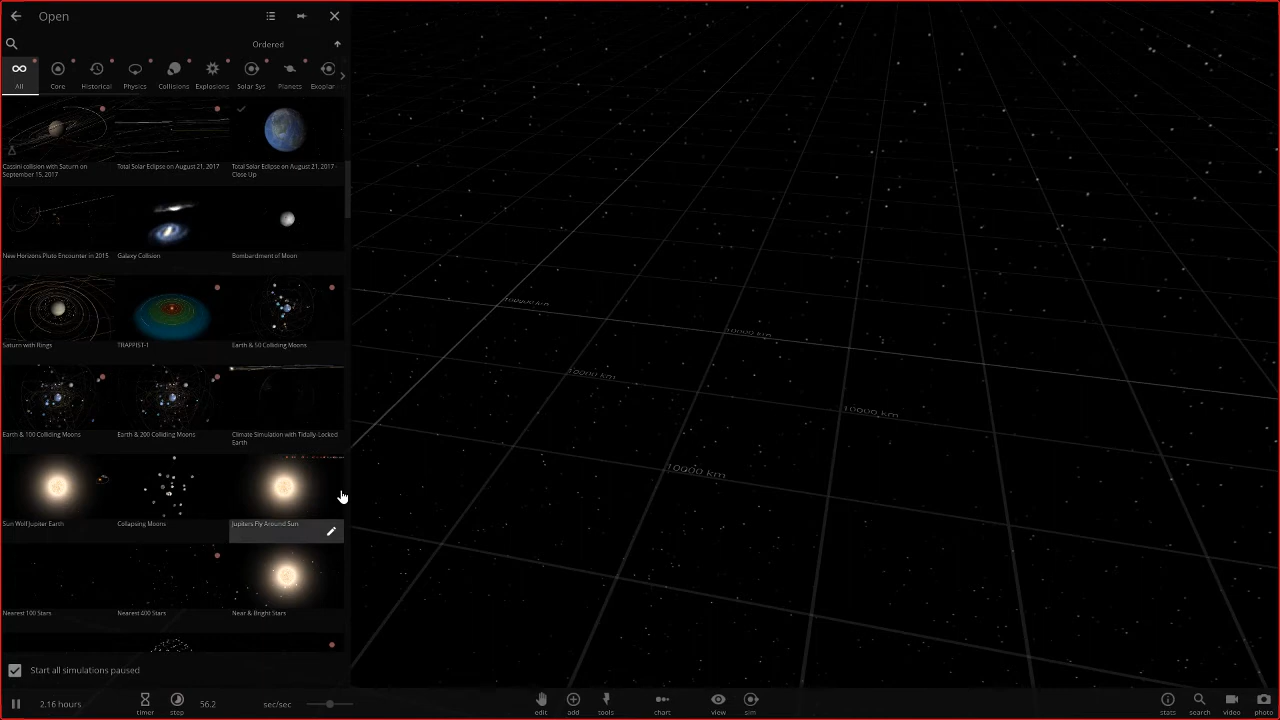 Open
Ordered
All Core Historical Physics Collisions Explosions Solar Sys Planets Exoplan
Cassini collision with Saturn on
September 15, 2017
Total Solar Eclipse on August 21, 2017
Total Solar Eclipse on August 21, 2017 -
Close Up
New Horizons Pluto Encounter in 2015
Galaxy Collision
Bombardment of Moon
Saturn with Rings
TRAPPIST-1
Earth & 50 Colliding Moons
Earth & 100 Colliding Moons
Earth & 200 Colliding Moons
Climate Simulation with Tidally-Locked
Earth
Sun Wolf Jupiter Earth
Collapsing Moons
Jupiters Fly Around Sun
Nearest 100 Stars
Nearest 400 Stars
Near & Bright Stars
Start all simulations paused
10000 km
10000 km
10000 km
10000 km
10000 km
2.16 hours
timer
step
56.2
sec/sec
edit
add
tools
chart
view
sim
stats
search
video
photo